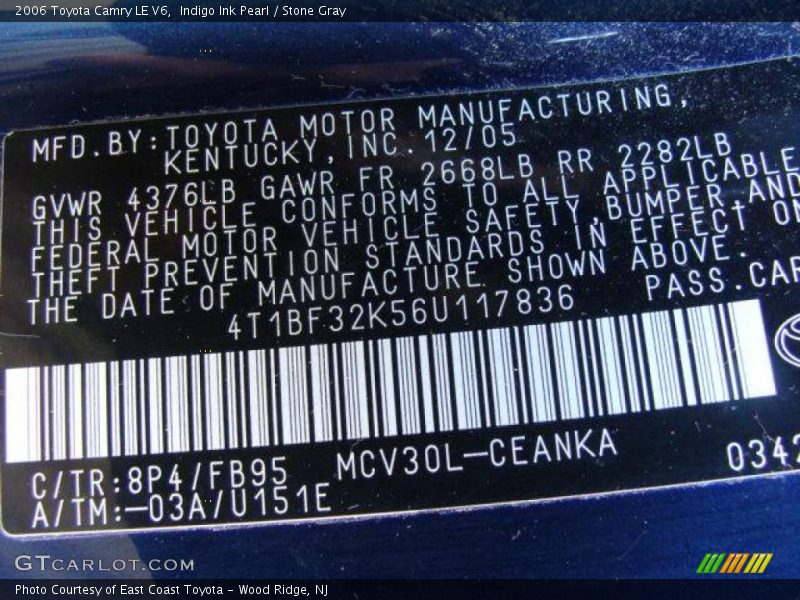 2006 Toyota Camry LE V6,  Indigo Ink Pearl / Stone Gray
MFD.BY:TOYOTA MOTOR MANUFACTURING,
KENTUCKY,INC.12/05
GVWR 4376LB GAWR FR 2668LB RR 2282LB
THIS VEHICLE CONFORMS TO ALL APPLICABLE
FEDERAL MOTOR VEHICLE SAFETY,BUMPER,AND
THEFT PREVENTION STANDARDS IN EFFECT ON
THE DATE OF MANUFACTURE SHOWN ABOVE.
4T1BF32K56U117836 PASS.CAR
C/TR:8P4/FB95 MCV30L-CEANKA 0342
A/TM:-03A/U151E
GTCARLOT.COM
Photo Courtesy of East Coast Toyota - Wood Ridge, NJ